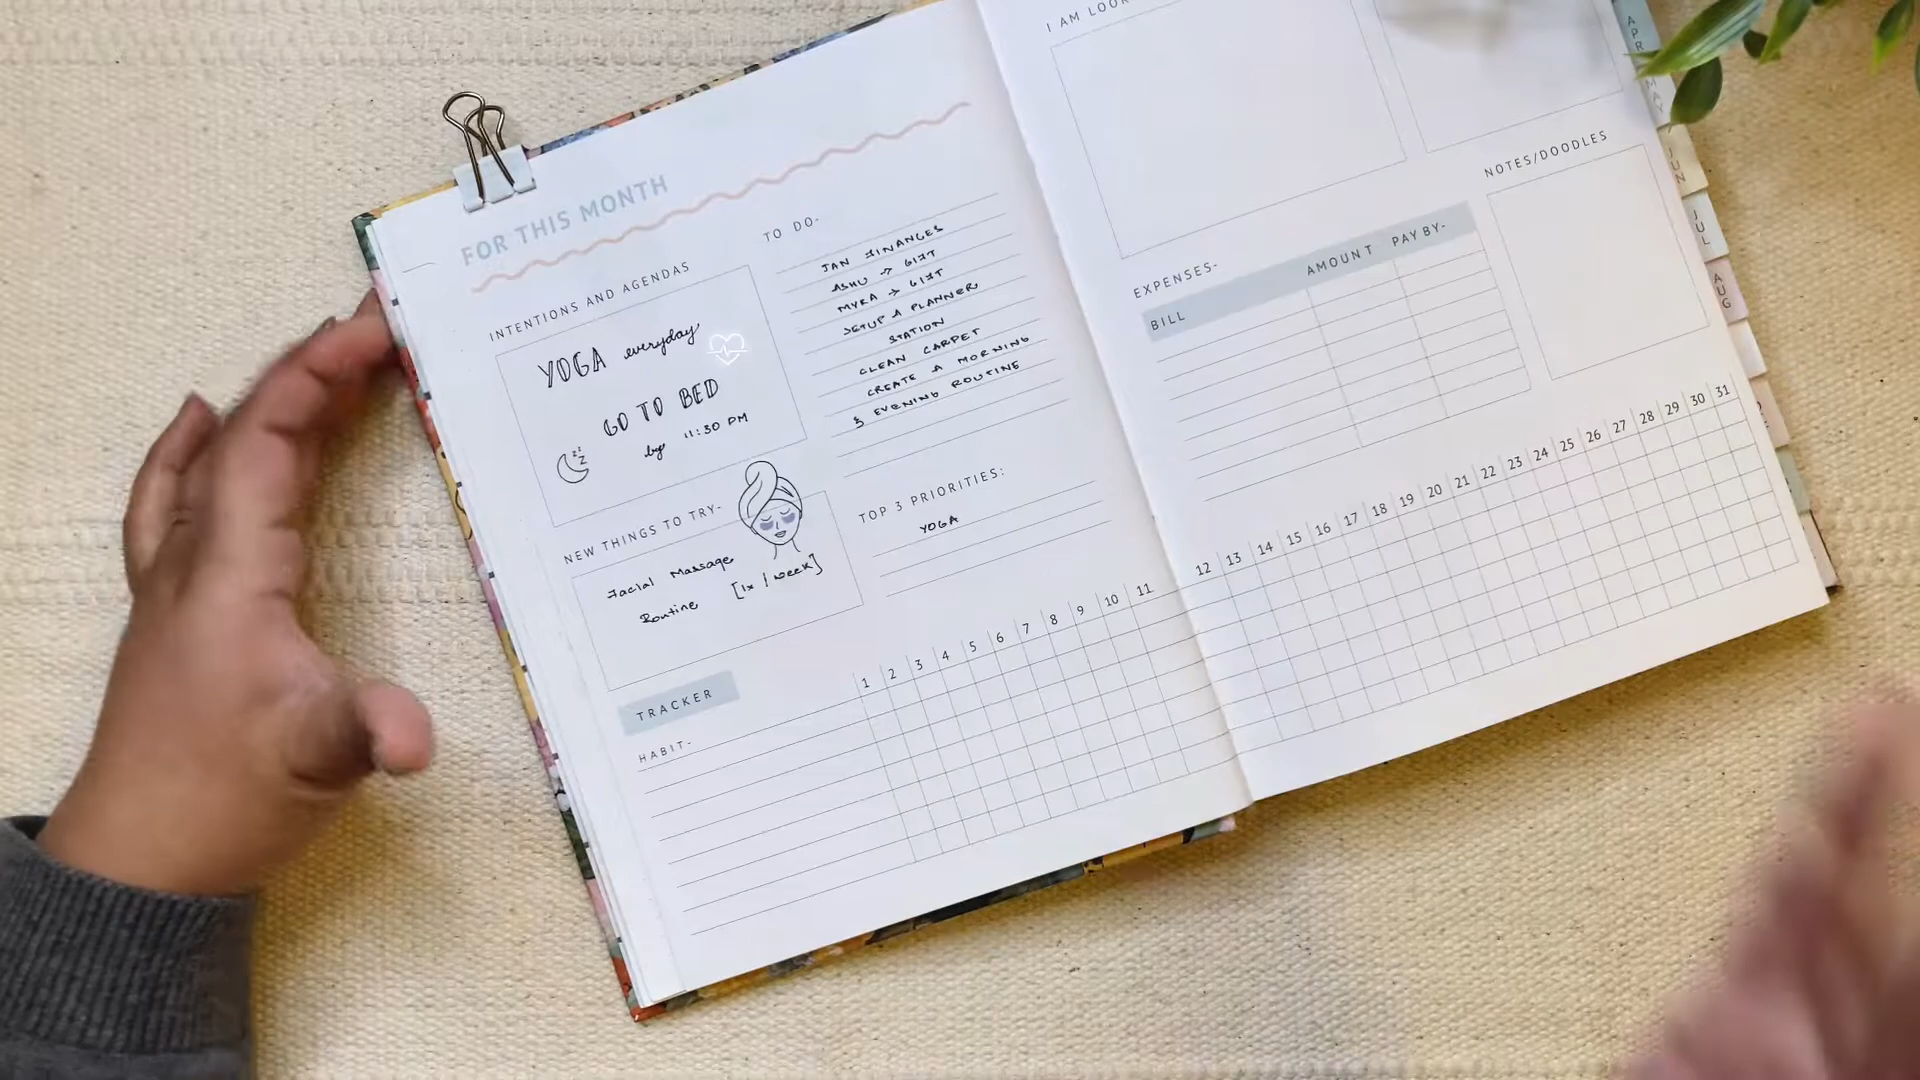 FOR THIS MONTH
INTENTIONS AND AGENDAS
YOGA everyday
GO TO BED
by 11:30 PM
zzz
NEW THINGS TO TRY-
Facial Massage
Routine [1x / week]
TO DO-
JAN FINANCES
ASHU → GIFT
MYRA → GIFT
SETUP A PLANNER
STATION
CLEAN CARPET
CREATE A MORNING
& EVENING ROUTINE
TOP 3 PRIORITIES:
YOGA
TRACKER
HABIT-
1 2 3 4 5 6 7 8 9 10 11 12 13 14 15 16 17 18 19 20 21 22 23 24 25 26 27 28 29 30 31
I AM
EXPENSES-
BILL AMOUNT PAY BY-
NOTES/DOODLES
APR
MAY
JUN
JUL
AUG